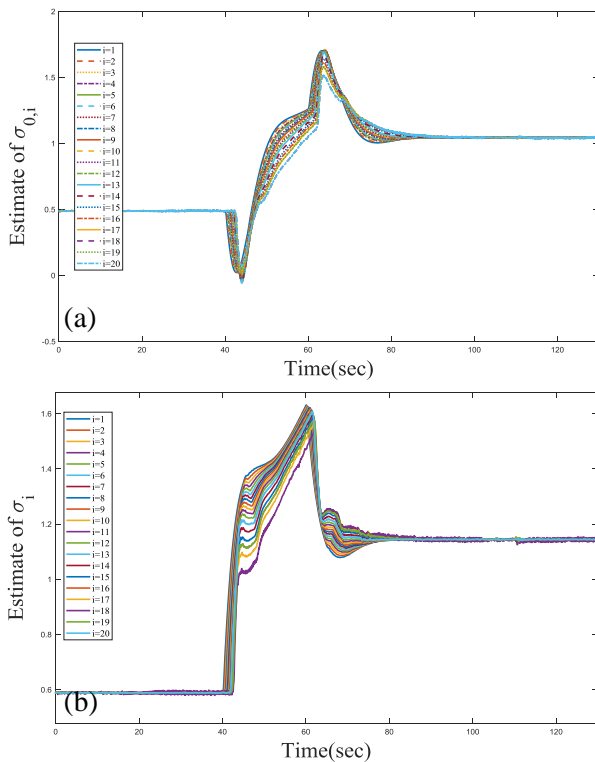 2
1.5
1
0.5
0
-0.5
Estimate of σ0,i
i=1
i=2
i=3
i=4
i=5
i=6
i=7
i=8
i=9
i=10
i=11
i=12
i=13
i=14
i=15
i=16
i=17
i=18
i=19
i=20
(a)
0 20 40 60 80 100 120
Time(sec)
1.6
1.4
1.2
1
0.8
0.6
Estimate of σi
i=1
i=2
i=3
i=4
i=5
i=6
i=7
i=8
i=9
i=10
i=11
i=12
i=13
i=14
i=15
i=16
i=17
i=18
i=19
i=20
(b)
0 20 40 60 80 100 120
Time(sec)